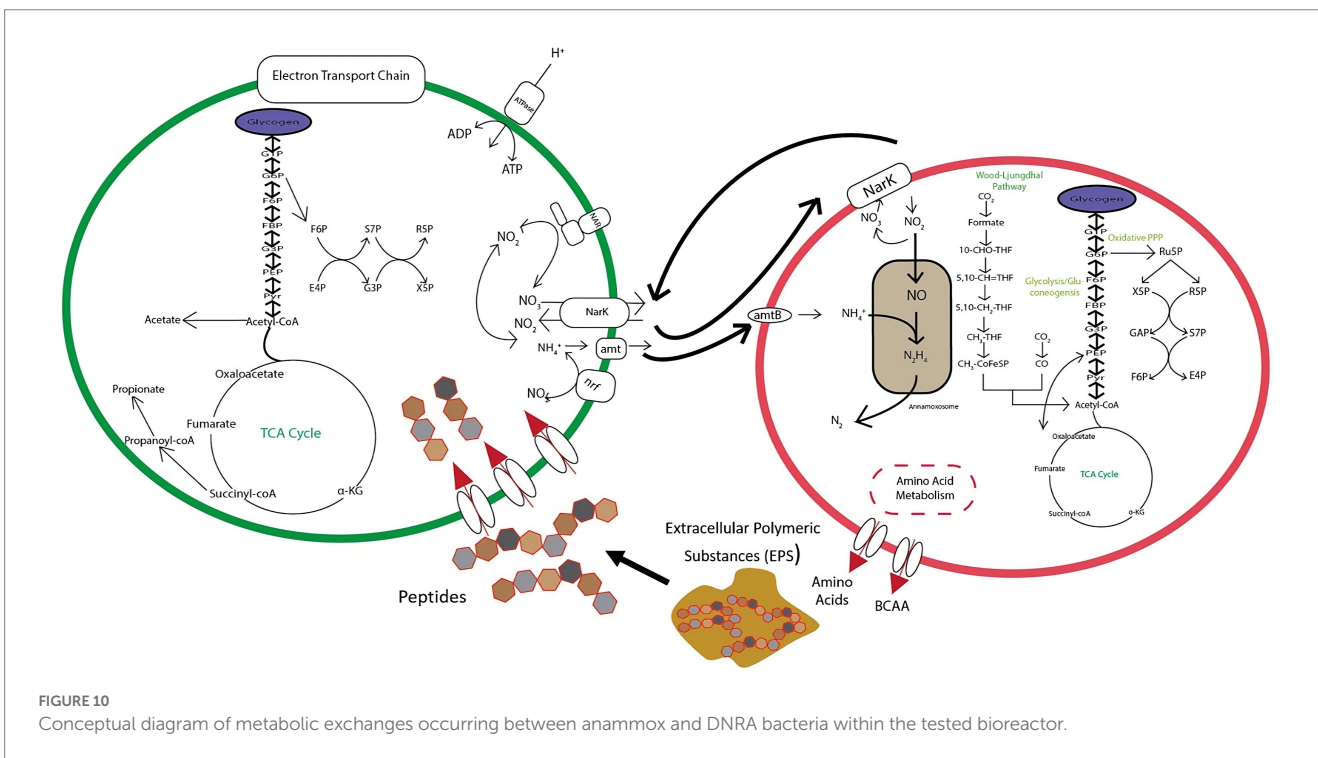 Electron Transport Chain
H⁺
ATPase
ADP
ATP
Glycogen
G1P
G6P
F6P
FBP
G3P
PEP
Pyr
Acetyl-CoA
Acetate
F6P
S7P
R5P
E4P
G3P
X5P
NAR
NO₂
NO₃
NO₂
NarK
NH₄⁺
amt
nrf
NO₂
Oxaloacetate
Propionate
Fumarate
TCA Cycle
Propanoyl-coA
Succinyl-coA
α-KG
Peptides
Extracellular Polymeric
Substances (EPS)
NarK
NO₃
NO₂
amtB
NH₄⁺
NO
N₂H₄
Annamoxosome
N₂
Wood-Ljungdhal
Pathway
CO₂
Formate
10-CHO-THF
5,10-CH=THF
5,10-CH₂-THF
CH₃-THF
CH₃-CoFeSP
CO₂
CO
Glycolysis/Glu-
coneogensis
Glycogen
G1P
G6P
F6P
FBP
G3P
PEP
Pyr
Acetyl-CoA
Oxidative PPP
Ru5P
X5P
R5P
GAP
S7P
F6P
E4P
Oxaloacetate
Fumarate
TCA Cycle
Succinyl-coA
α-KG
Amino Acid
Metabolism
Amino
Acids
BCAA
FIGURE 10
Conceptual diagram of metabolic exchanges occurring between anammox and DNRA bacteria within the tested bioreactor.